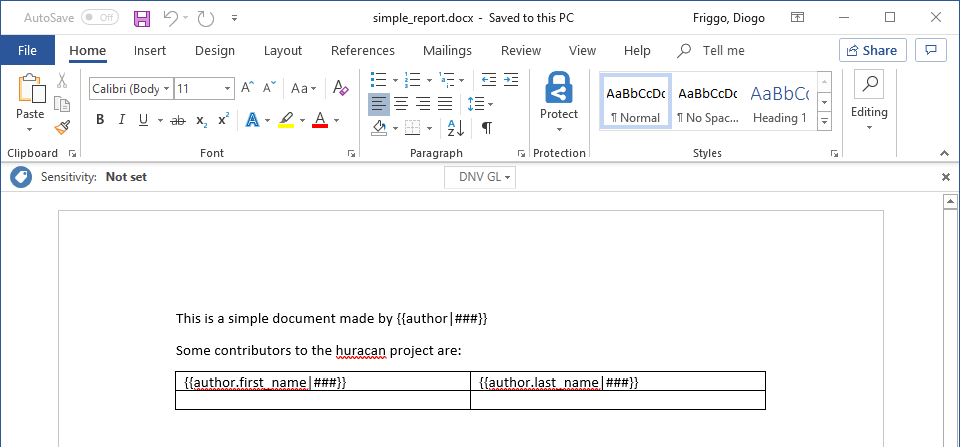 AutoSave Off simple_report.docx - Saved to this PC Friggo, Diogo
File Home Insert Design Layout References Mailings Review View Help Tell me Share
Calibri (Body 11 Aa A
Paste B I U ab x₂ x² A A
Protect AaBbCcDc AaBbCcDc AaBbCc
¶ Normal ¶ No Spac... Heading 1 Editing
Clipboard Font Paragraph Protection Styles
Sensitivity: Not set DNV GL
This is a simple document made by {{author|###}}
Some contributors to the huracan project are:
{{author.first_name|###}} {{author.last_name|###}}